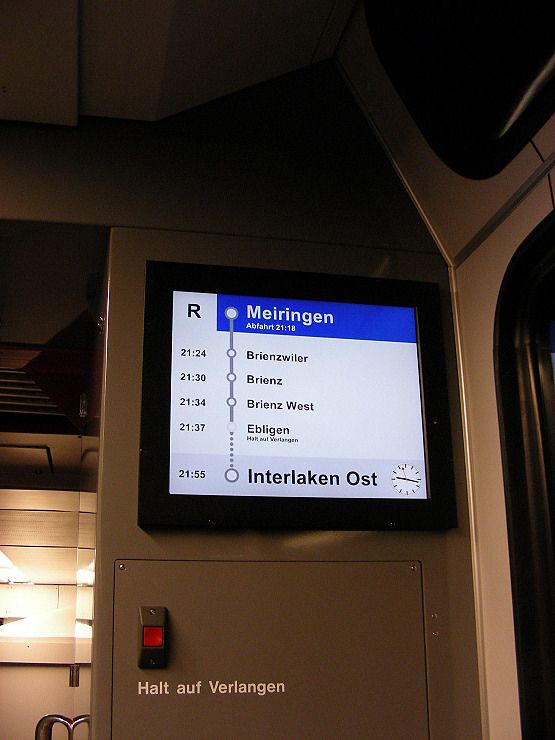 R Meiringen
Abfahrt 21:18
21:24 Brienzwiler
21:30 Brienz
21:34 Brienz West
21:37 Ebligen
Halt auf Verlangen
21:55 Interlaken Ost
Halt auf Verlangen